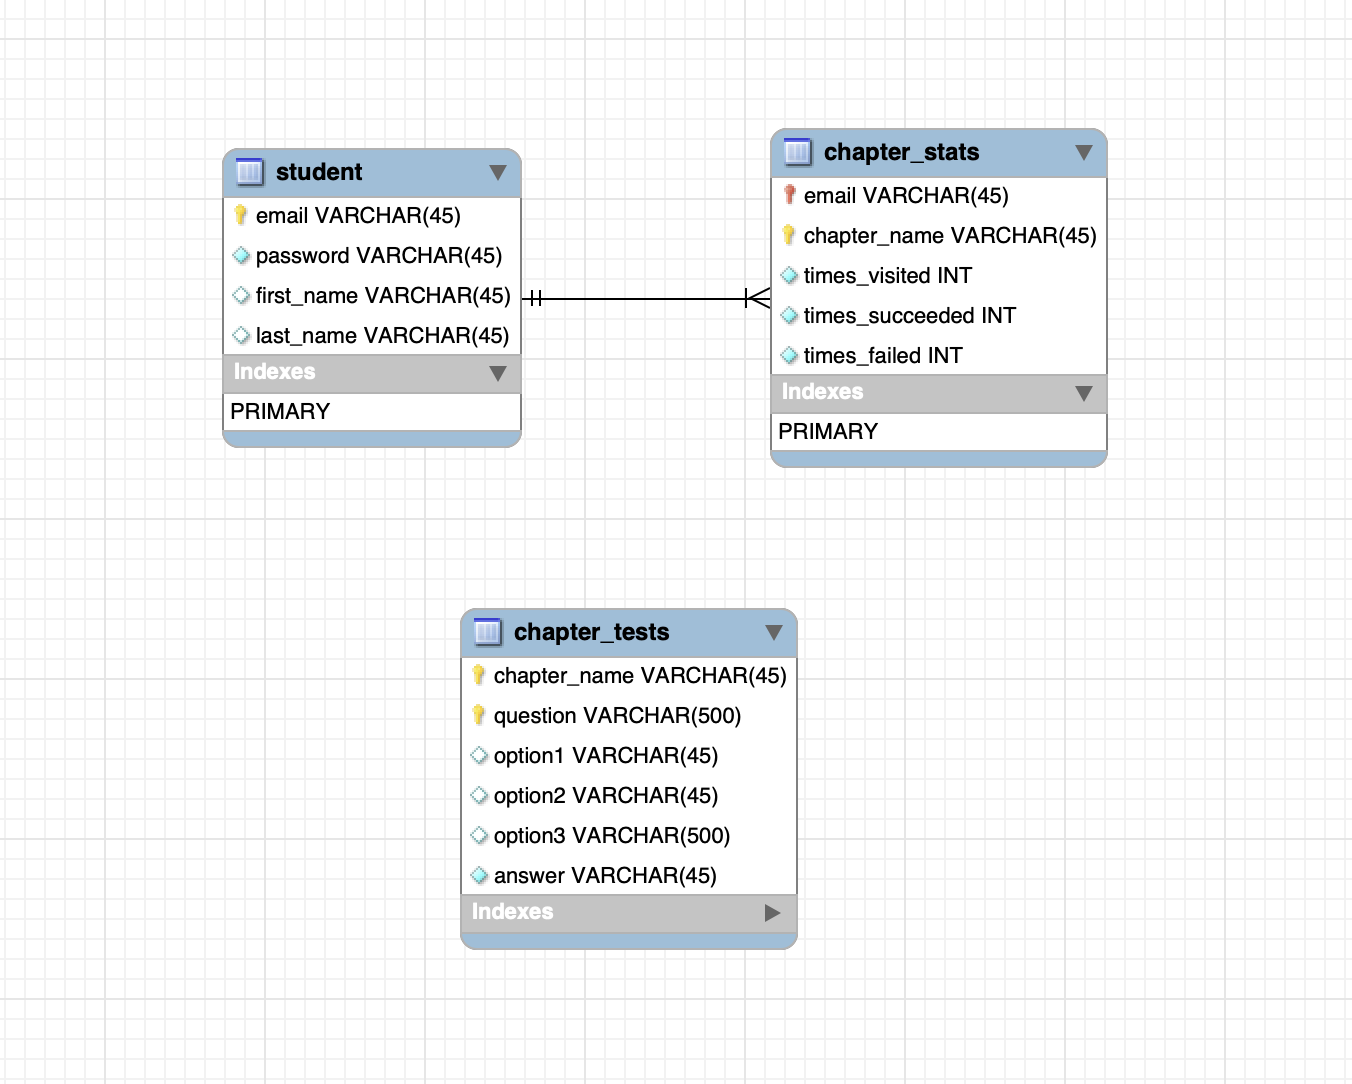 student
email VARCHAR(45)
password VARCHAR(45)
first_name VARCHAR(45)
last_name VARCHAR(45)
Indexes
PRIMARY
chapter_stats
email VARCHAR(45)
chapter_name VARCHAR(45)
times_visited INT
times_succeeded INT
times_failed INT
Indexes
PRIMARY
chapter_tests
chapter_name VARCHAR(45)
question VARCHAR(500)
option1 VARCHAR(45)
option2 VARCHAR(45)
option3 VARCHAR(500)
answer VARCHAR(45)
Indexes